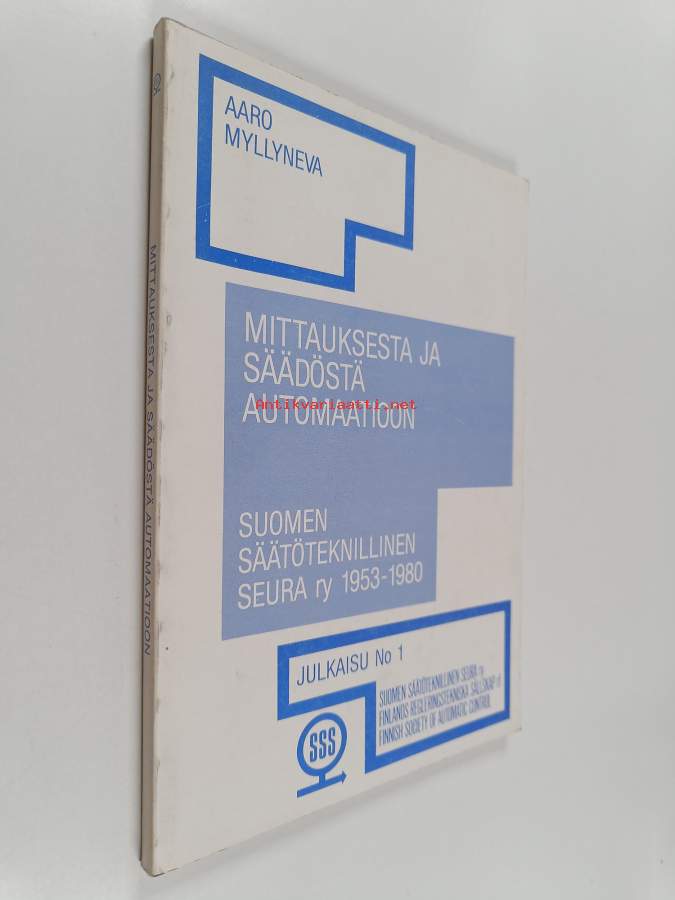 AARO
MYLLYNEVA
MITTAUKSESTA JA
SÄÄDÖSTÄ
AUTOMAATIOON
Antikvariaatti.net
SUOMEN
SÄÄTÖTEKNILLINEN
SEURA ry 1953-1980
JULKAISU No 1
SUOMEN SÄÄTÖTEKNILLINEN SEURA ry
FINLANDS REGLERINGSTEKNISKA SÄLLSKAP rf
FINNISH SOCIETY OF AUTOMATIC CONTROL
SSS
MITTAUKSESTA JA SÄÄDÖSTÄ AUTOMAATIOON